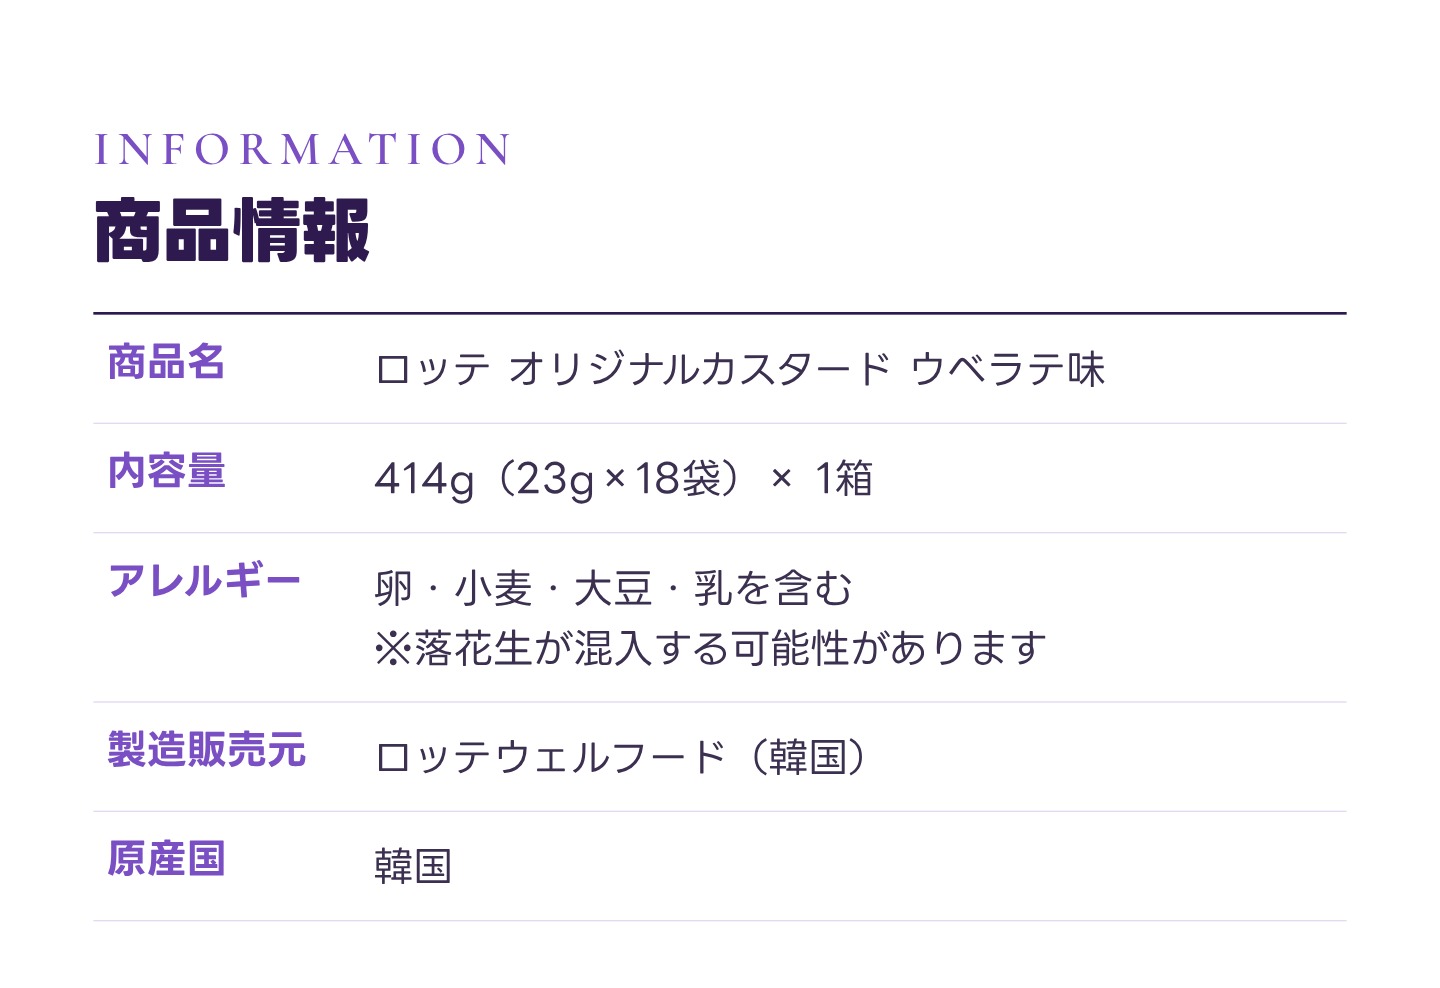 INFORMATION
商品情報
商品名 ロッテ オリジナルカスタード ウベラテ味
内容量 414g（23g×18袋） × 1箱
アレルギー 卵・小麦・大豆・乳を含む
※落花生が混入する可能性があります
製造販売元 ロッテウェルフード（韓国）
原産国 韓国